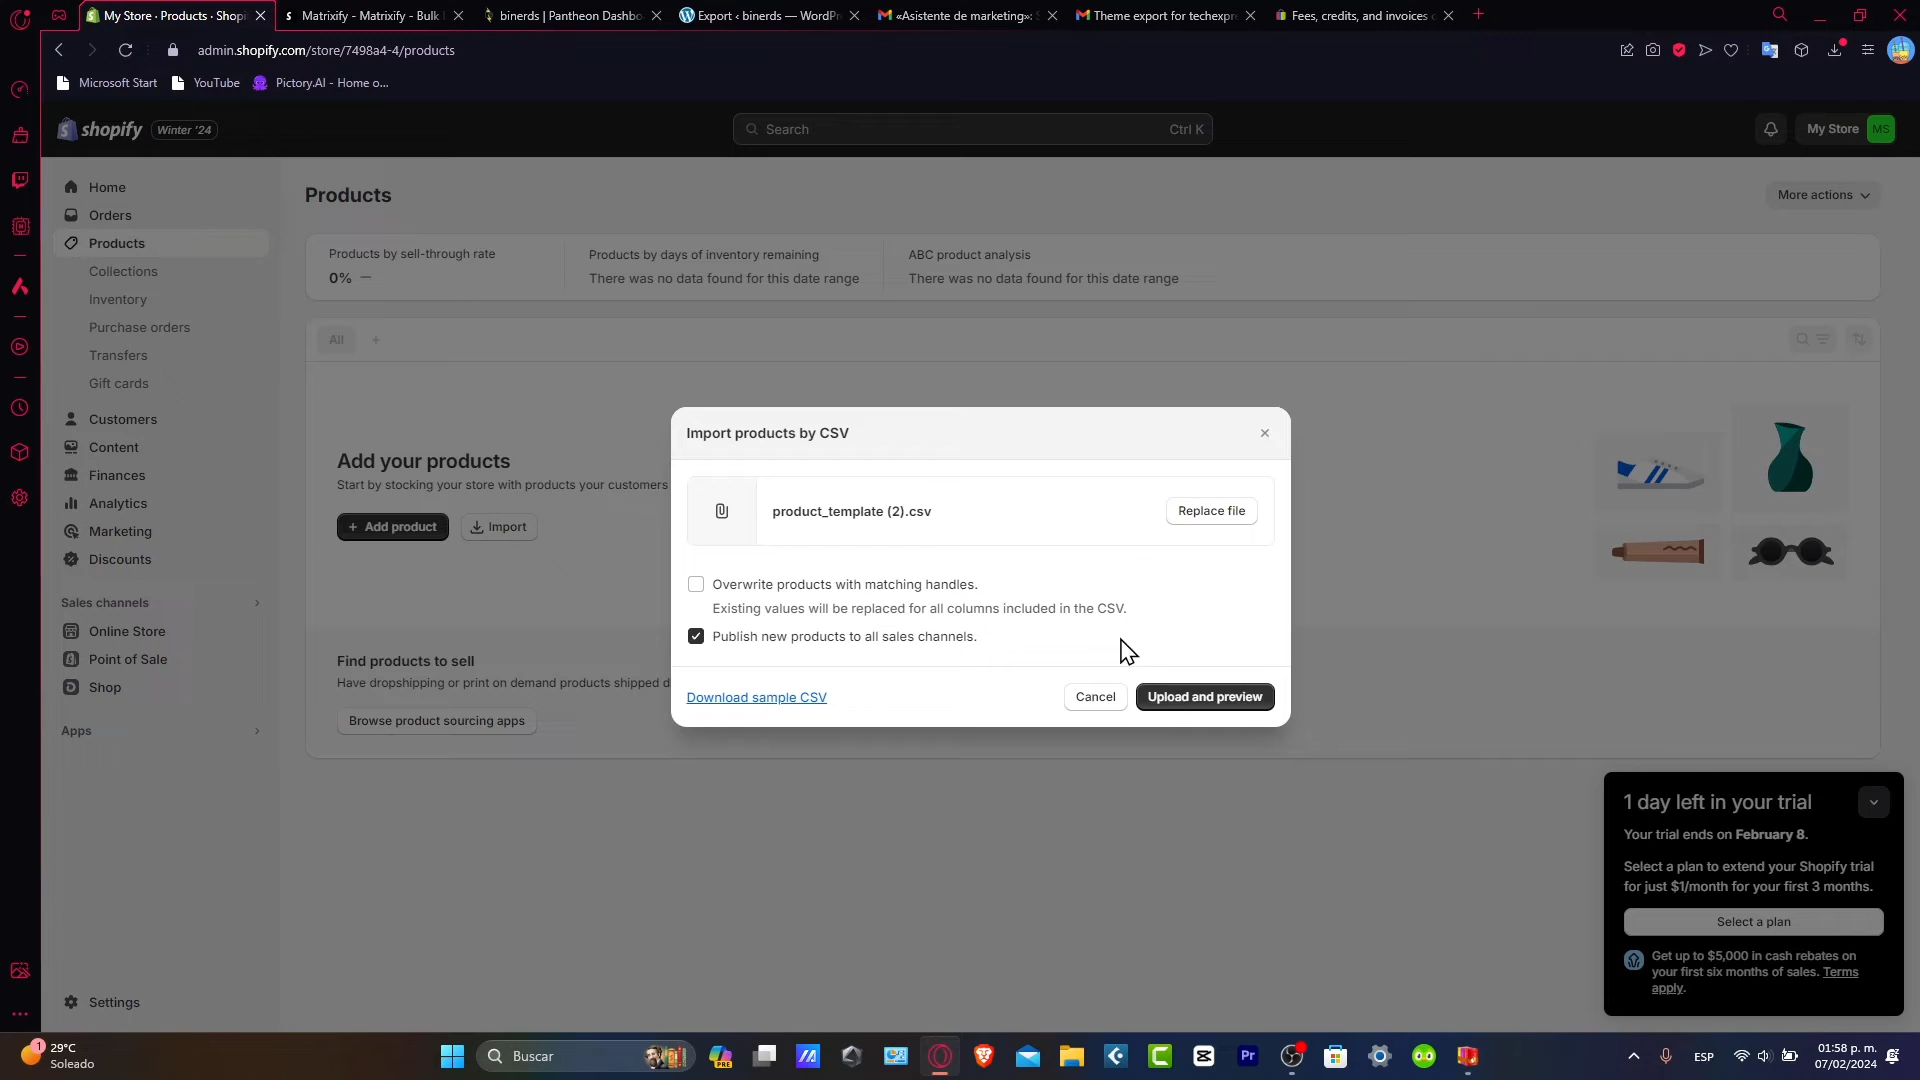 My Store · Products · Shopi
Matrixify - Matrixify - Bulk
binerds | Pantheon Dashbo
Export ‹ binerds — WordPr
«Asistente de marketing»:
Theme export for techexpr
Fees, credits, and invoices
admin.shopify.com/store/7498a4-4/products
Microsoft Start
YouTube
Pictory.AI - Home o...
shopify
Winter '24
Search
Ctrl K
My Store
MS
Home
Orders
Products
Collections
Inventory
Purchase orders
Transfers
Gift cards
Customers
Content
Finances
Analytics
Marketing
Discounts
Sales channels
Online Store
Point of Sale
Shop
Apps
Settings
Products
More actions
Products by sell-through rate
0% —
Products by days of inventory remaining
There was no data found for this date range
ABC product analysis
There was no data found for this date range
All
Add your products
Start by stocking your store with products your customers
+ Add product
Import
Find products to sell
Have dropshipping or print on demand products shipped d
Browse product sourcing apps
Import products by CSV
product_template (2).csv
Replace file
Overwrite products with matching handles.
Existing values will be replaced for all columns included in the CSV.
Publish new products to all sales channels.
Download sample CSV
Cancel
Upload and preview
1 day left in your trial
Your trial ends on February 8.
Select a plan to extend your Shopify trial
for just $1/month for your first 3 months.
Select a plan
Get up to $5,000 in cash rebates on
your first six months of sales. Terms
apply.
1
29°C
Soleado
Buscar
PRE
Pr
ESP
01:58 p. m.
07/02/2024